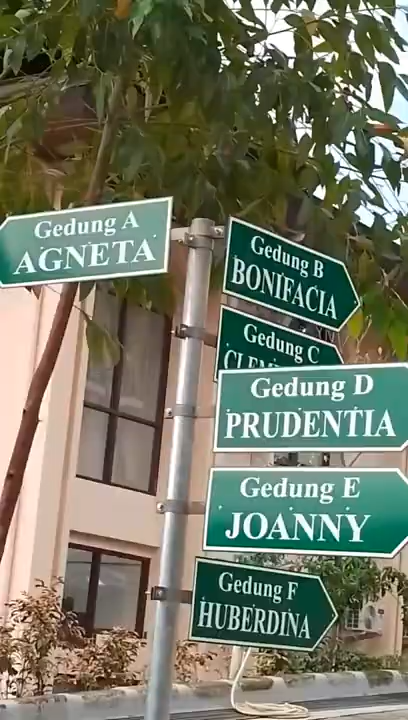 Gedung A
AGNETA
Gedung B
BONIFACIA
Gedung C
Gedung D
PRUDENTIA
Gedung E
JOANNY
Gedung F
HUBERDINA